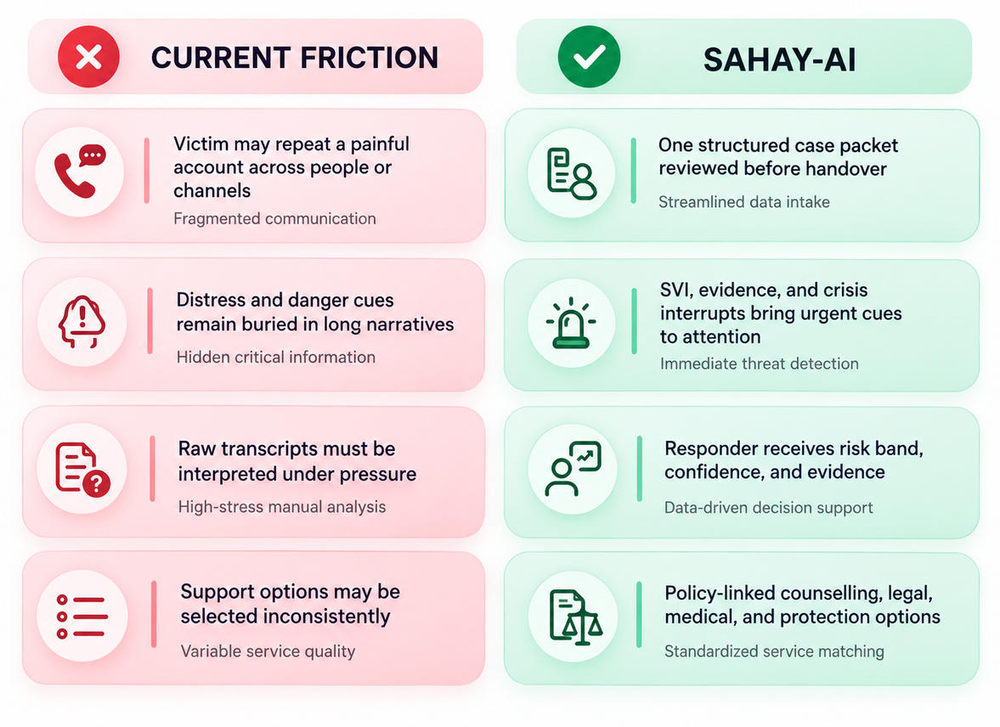 CURRENT FRICTION
SAHAY-AI
Victim may repeat a painful
account across people or
channels
Fragmented communication
One structured case packet
reviewed before handover
Streamlined data intake
Distress and danger cues
remain buried in long narratives
Hidden critical information
SVI, evidence, and crisis
interrupts bring urgent cues
to attention
Immediate threat detection
Raw transcripts must be
interpreted under pressure
High-stress manual analysis
Responder receives risk band,
confidence, and evidence
Data-driven decision support
Support options may be
selected inconsistently
Variable service quality
Policy-linked counselling, legal,
medical, and protection options
Standardized service matching